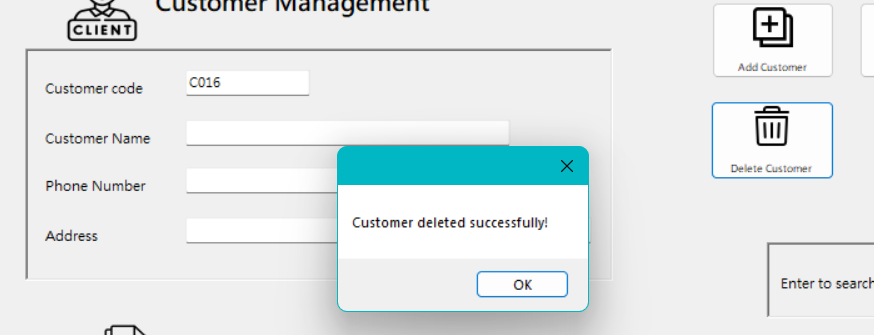 Customer Management
CLIENT
Customer code
C016
Customer Name
Phone Number
Address
Add Customer
Delete Customer
Customer deleted successfully!
OK
Enter to search